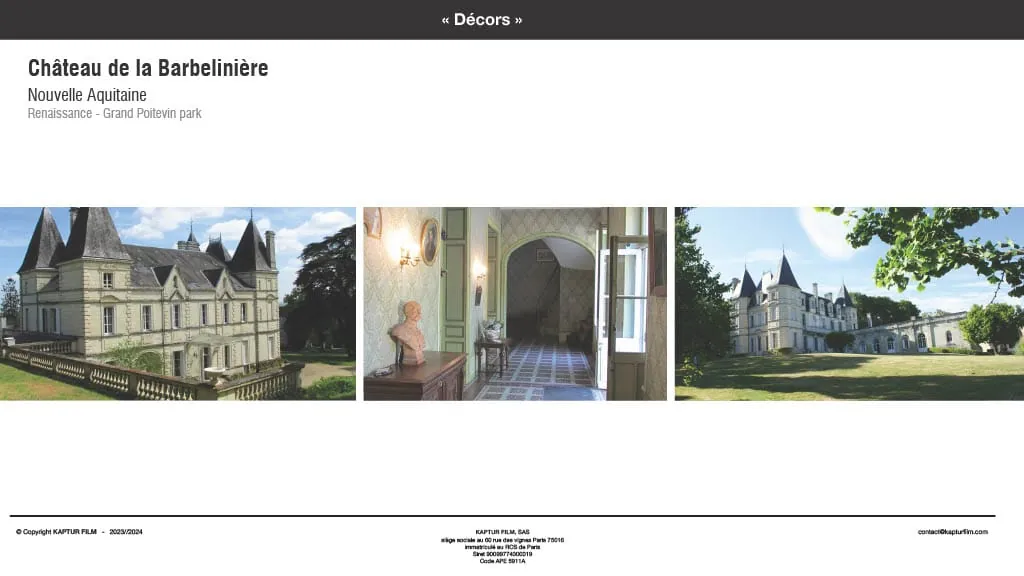 « Décors »
Château de la Barbelinière
Nouvelle Aquitaine
Renaissance - Grand Poitevin park
© Copyright KAPTUR FILM - 2023//2024
KAPTUR FILM, SAS
siège sociale au 60 rue des vignes Paris 75016
immatriculé au RCS de Paris
Siret 90099774000019
Code APE 5911A
contact@kapturfilm.com